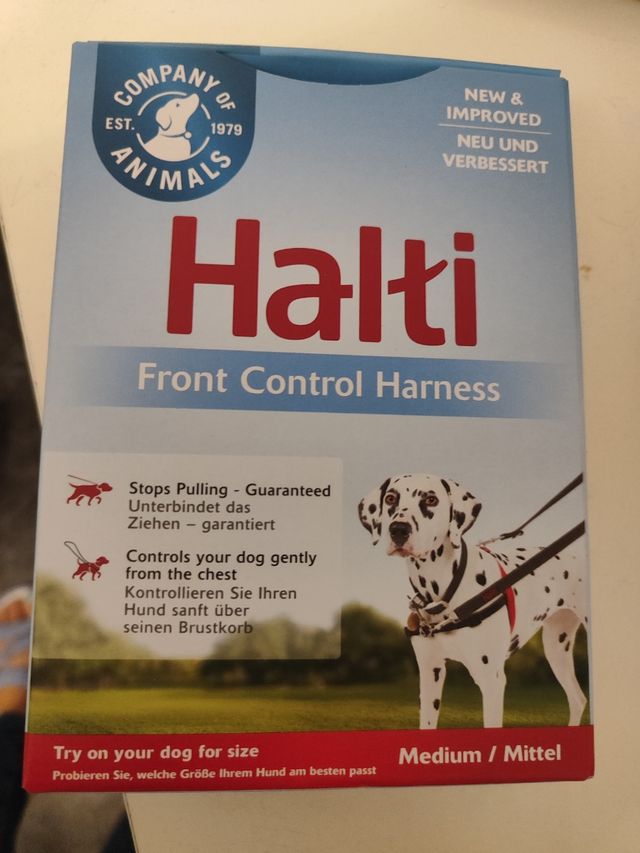 COMPANY OF
EST. 1979
ANIMALS
NEW &
IMPROVED
NEU UND
VERBESSERT
Halti
Front Control Harness
Stops Pulling - Guaranteed
Unterbindet das
Ziehen – garantiert
Controls your dog gently
from the chest
Kontrollieren Sie Ihren
Hund sanft über
seinen Brustkorb
Try on your dog for size
Probieren Sie, welche Größe Ihrem Hund am besten passt
Medium / Mittel